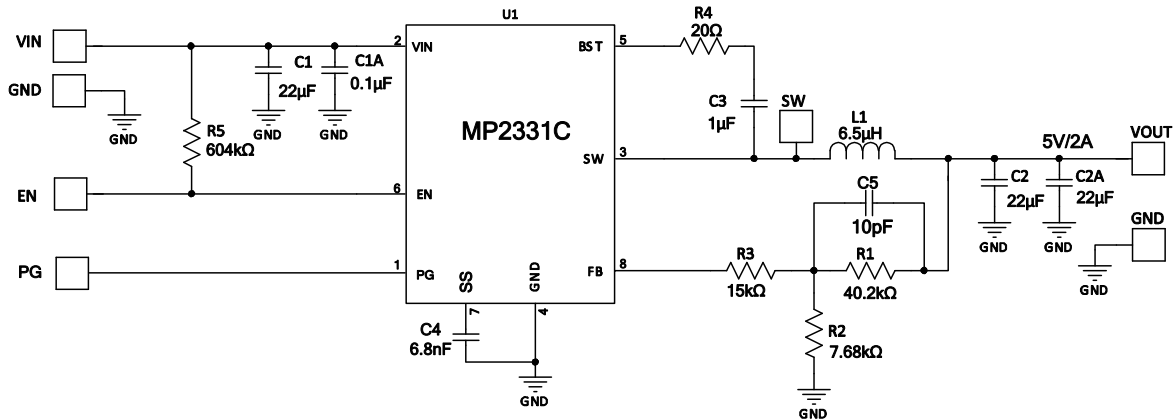 U1
VIN
2
VIN
C1
22μF
GND
C1A
0.1μF
GND
GND
GND
R5
604kΩ
EN
6
EN
PG
1
PG
MP2331C
BST
5
R4
20Ω
C3
1μF
SW
SW
3
L1
6.5μH
5V/2A
VOUT
C2
22μF
GND
C2A
22μF
GND
GND
GND
C5
10pF
FB
8
R3
15kΩ
R1
40.2kΩ
R2
7.68kΩ
GND
SS
7
GND
4
C4
6.8nF
GND